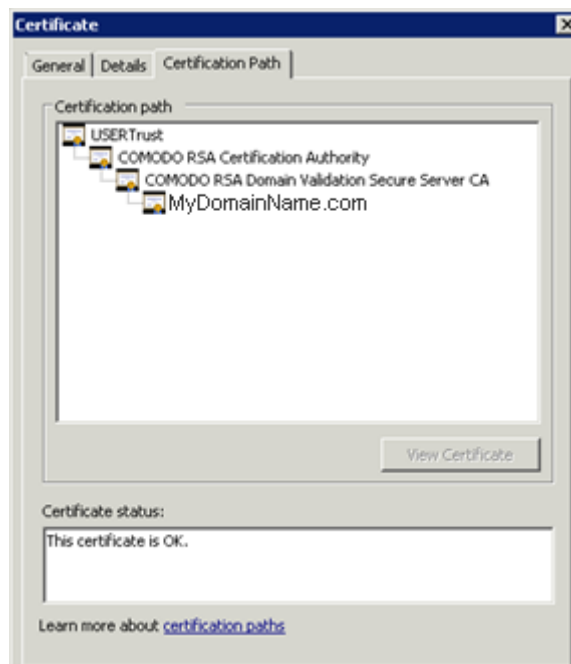 Certificate
General
Details
Certification Path
Certification path
USERTrust
COMODO RSA Certification Authority
COMODO RSA Domain Validation Secure Server CA
MyDomainName.com
View Certificate
Certificate status:
This certificate is OK.
Learn more about certification paths